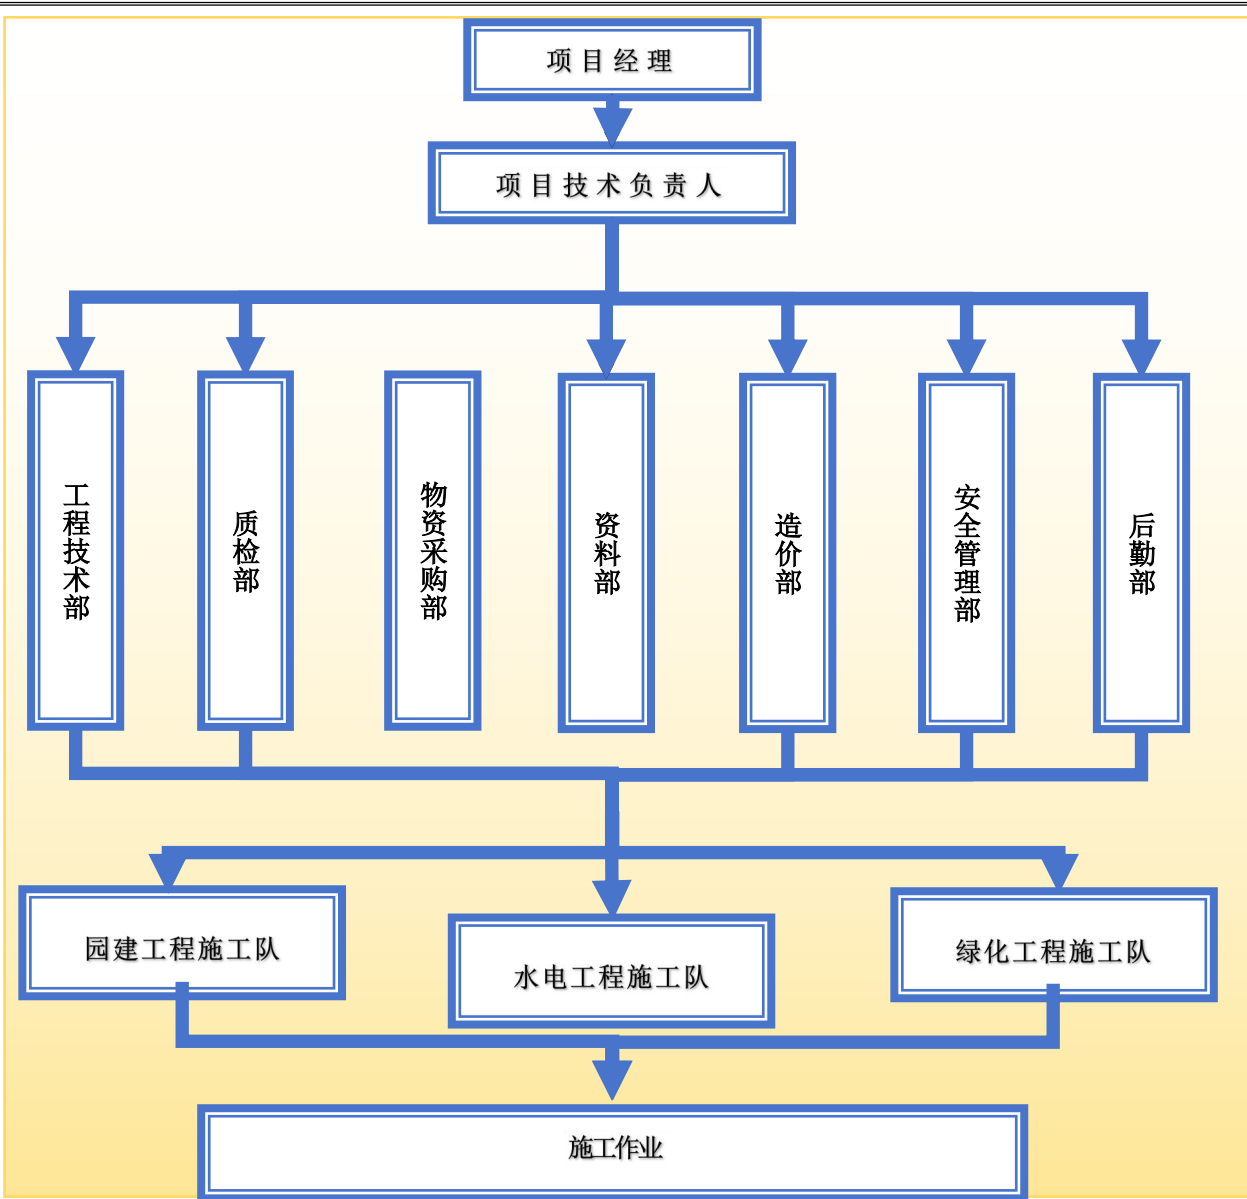 项目经理
项目技术负责人
工程技术部
质检部
物资采购部
资料部
造价部
安全管理部
后勤部
园建工程施工队
水电工程施工队
绿化工程施工队
施工作业